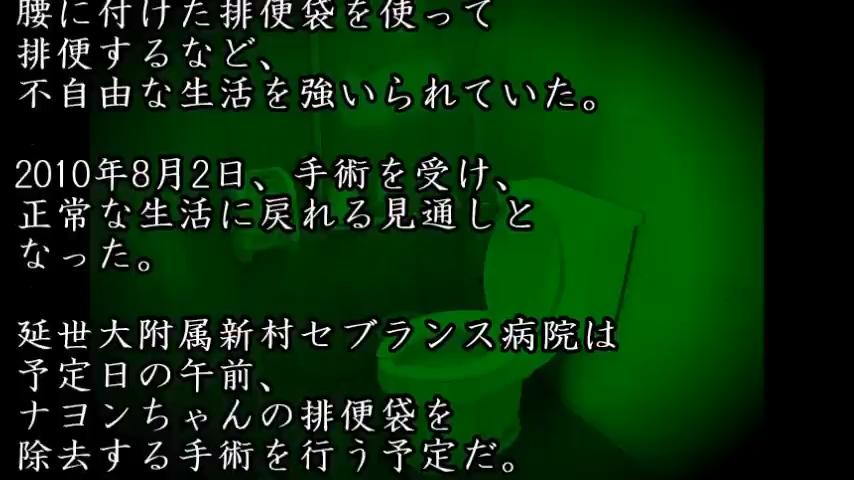 腰に付けた排便袋を使って
排便するなど、
不自由な生活を強いられていた。
2010年8月2日、手術を受け、
正常な生活に戻れる見通しと
なった。
延世大附属新村セブランス病院は
予定日の午前、
ナヨンちゃんの排便袋を
除去する手術を行う予定だ。